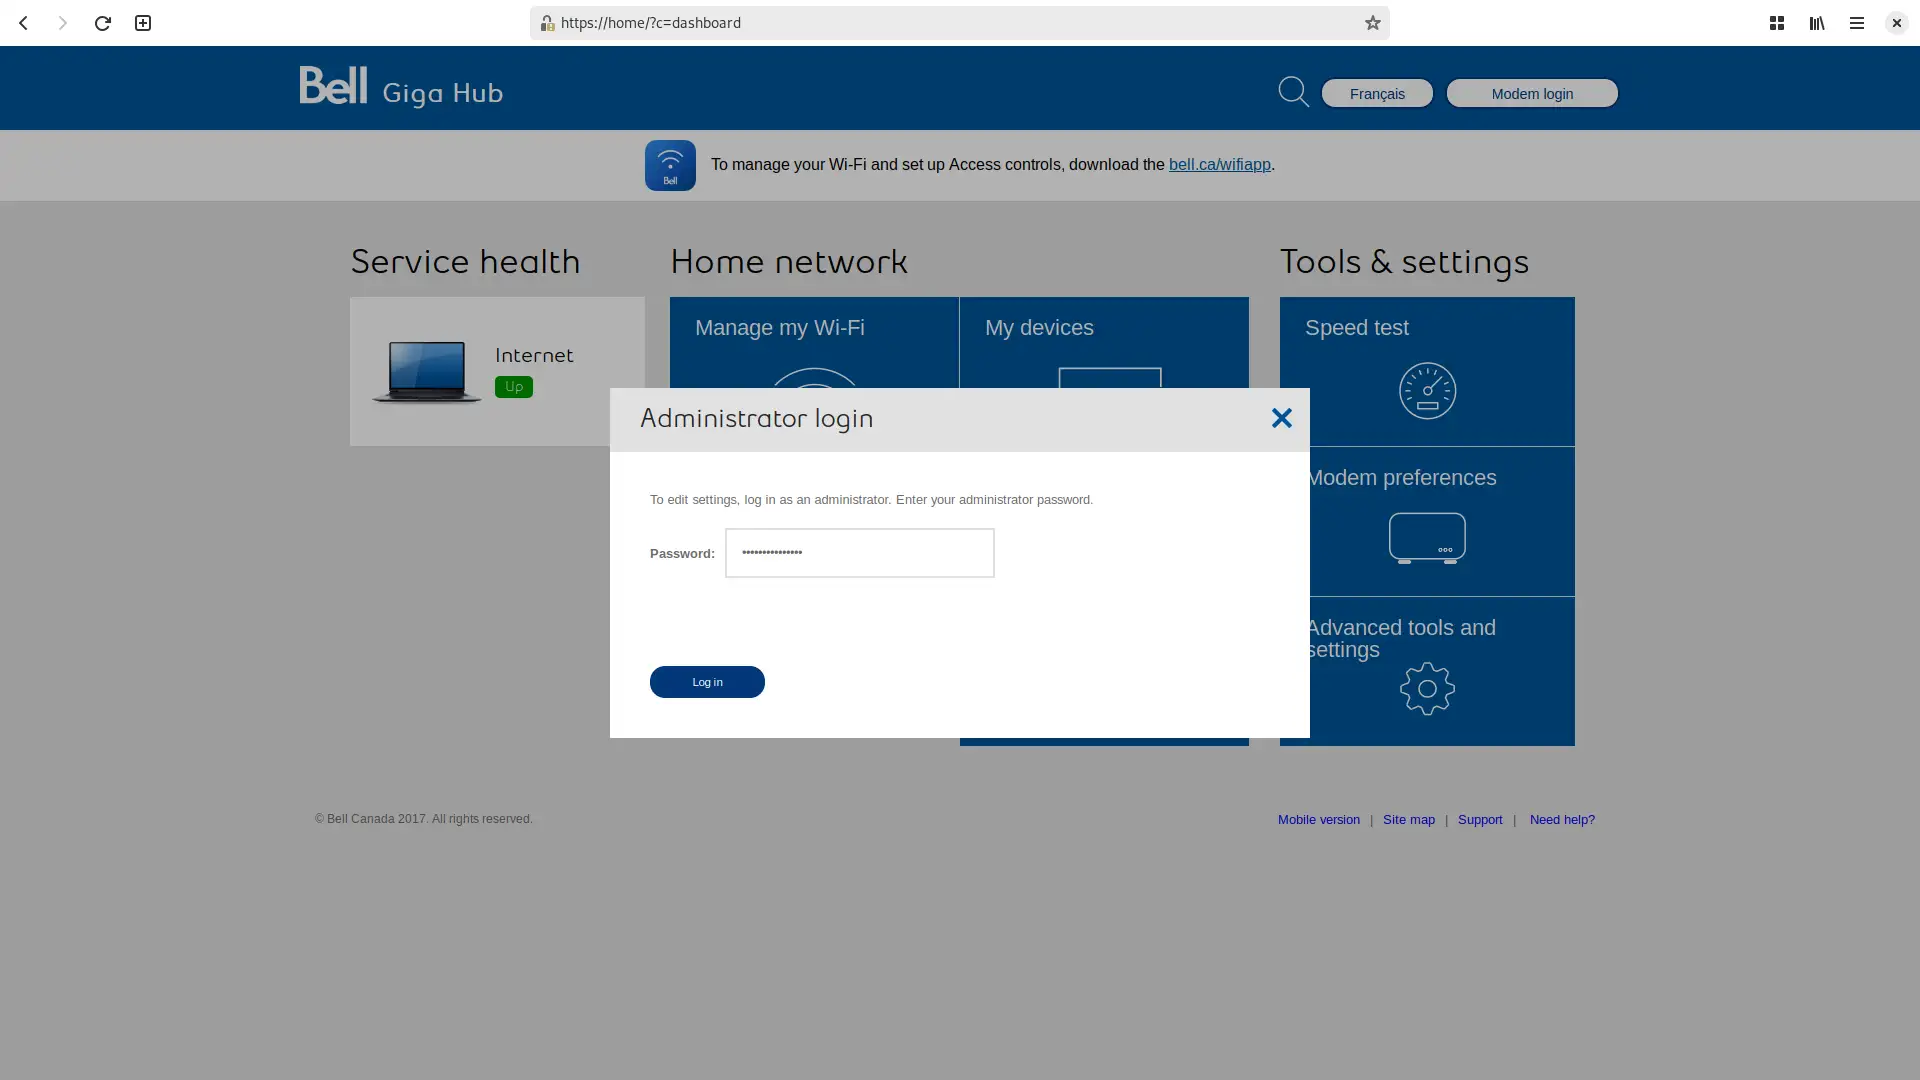 https://home/?c=dashboard
Bell Giga Hub
Français
Modem login
Bell
To manage your Wi-Fi and set up Access controls, download the bell.ca/wifiapp.
Service health
Home network
Tools & settings
Internet
Up
Manage my Wi-Fi
My devices
Speed test
Administrator login
To edit settings, log in as an administrator. Enter your administrator password.
Password: •••••••••••••••
Log in
Modem preferences
Advanced tools and
settings
© Bell Canada 2017. All rights reserved.
Mobile version | Site map | Support | Need help?